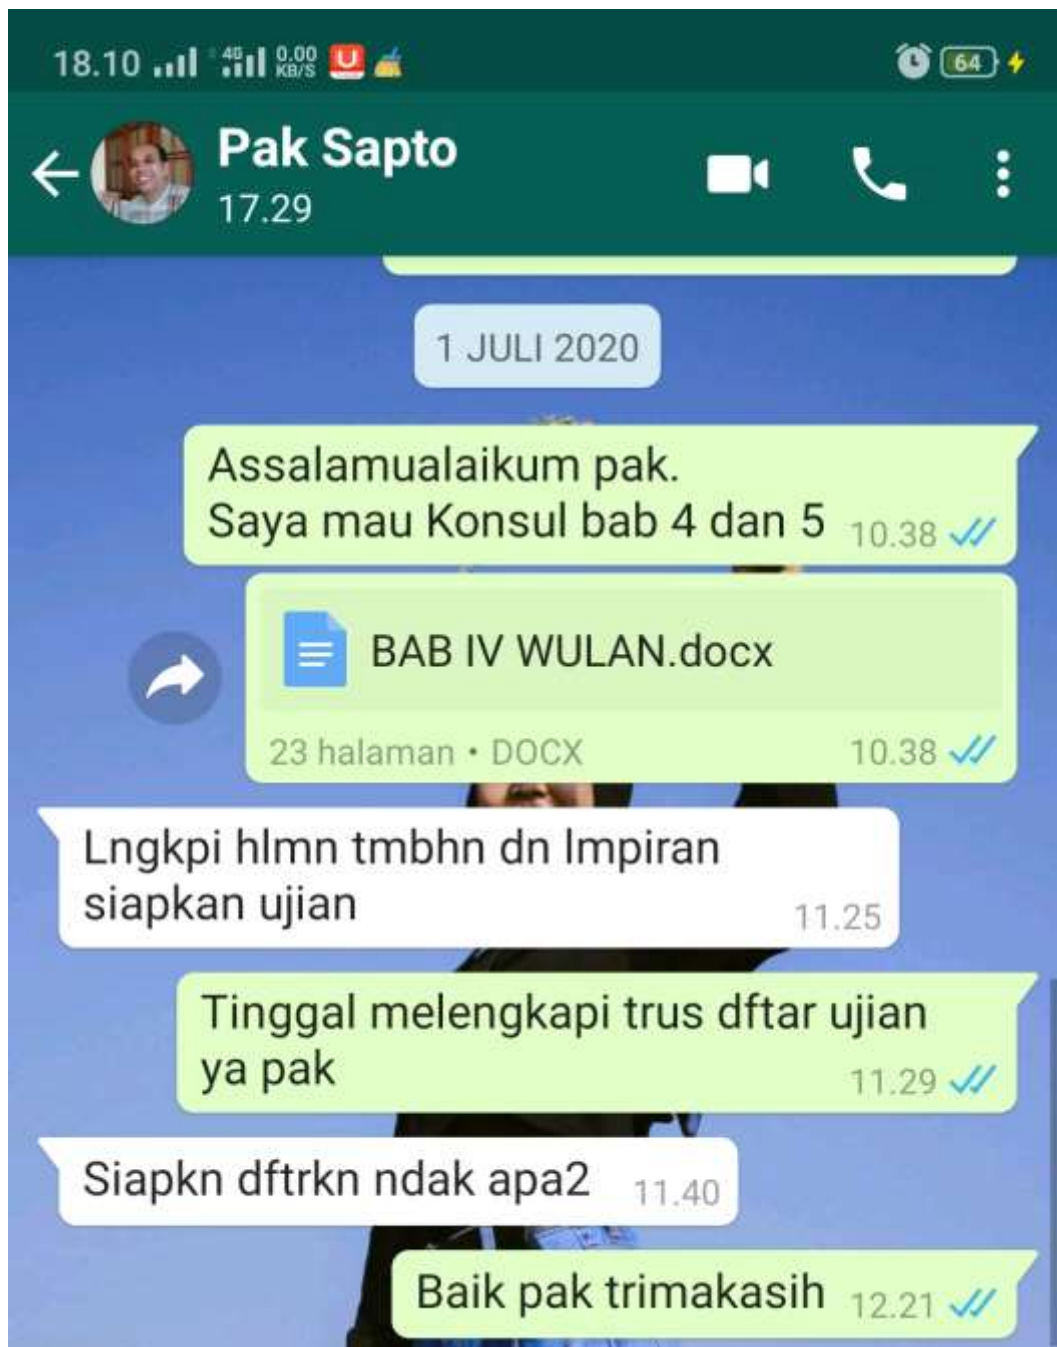 18.10 4G 0.00 KB/S U 64
Pak Sapto
17.29
1 JULI 2020
Assalamualaikum pak.
Saya mau Konsul bab 4 dan 5 10.38
BAB IV WULAN.docx
23 halaman • DOCX 10.38
Lngkpi hlmn tmbhn dn lmpiran
siapkan ujian 11.25
Tinggal melengkapi trus dftar ujian
ya pak 11.29
Siapkn dftrkn ndak apa2 11.40
Baik pak trimakasih 12.21